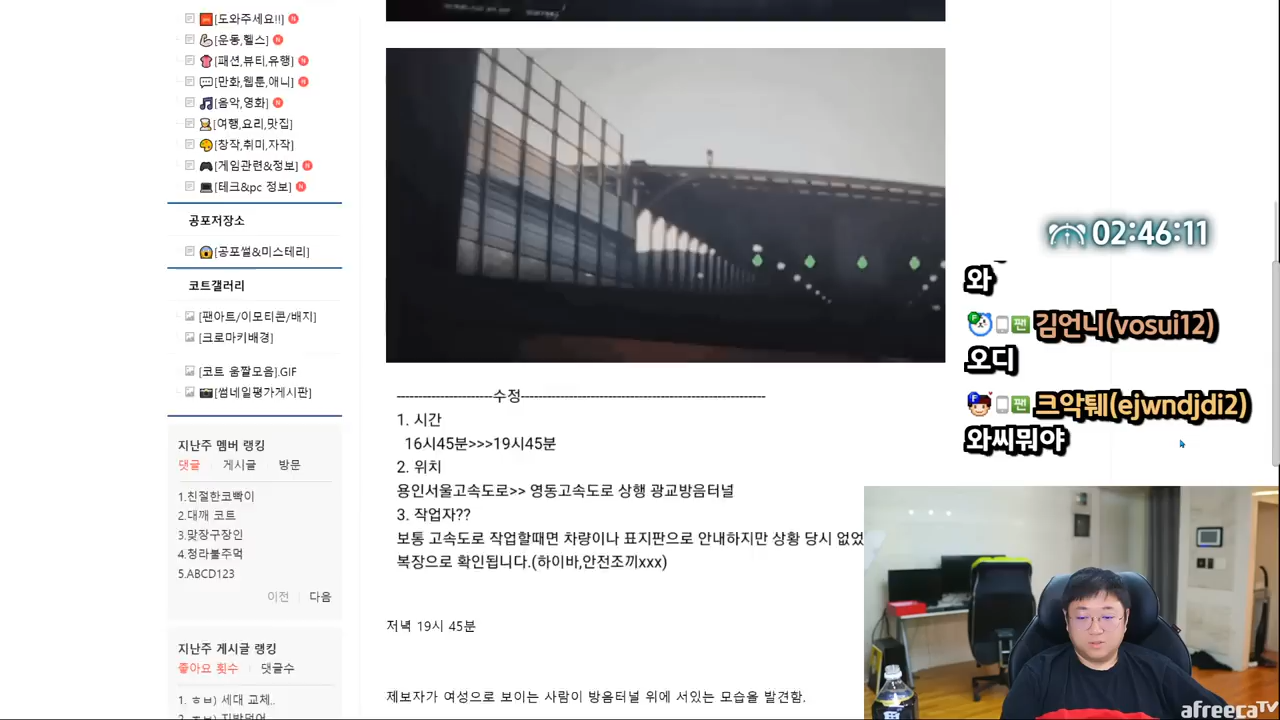 [도와주세요!!] N
[운동,헬스] N
[패션,뷰티,유행] N
[만화,웹툰,애니] N
[음악,영화] N
[여행,요리,맛집]
[창작,취미,자작]
[게임관련&정보] N
[테크&pc 정보] N
공포저장소
[공포썰&미스테리]
코트갤러리
[팬아트/이모티콘/배지]
[크로마키배경]
[코트 움짤모음].GIF
[썸네일평가게시판]
지난주 멤버 랭킹
댓글 게시글 방문
1.친절한코빡이
2.대깨 코트
3.맞장구장인
4.청라불주먹
5.ABCD123
이전 다음
지난주 게시글 랭킹
좋아요 횟수 댓글수
1. ㅎㅂ) 세대 교체..
----------------------수정--------------------------------------------------------
1. 시간
16시45분>>>19시45분
2. 위치
용인서울고속도로>> 영동고속도로 상행 광교방음터널
3. 작업자??
보통 고속도로 작업할때면 차량이나 표지판으로 안내하지만 상황 당시 없었
복장으로 확인됩니다.(하이바,안전조끼xxx)
저녁 19시 45분
제보자가 여성으로 보이는 사람이 방음터널 위에 서있는 모습을 발견함.
02:46:11
와
팬 김언니(vosui12)
오디
팬 크악퉤(ejwndjdi2)
와씨뭐야
afreecaTV